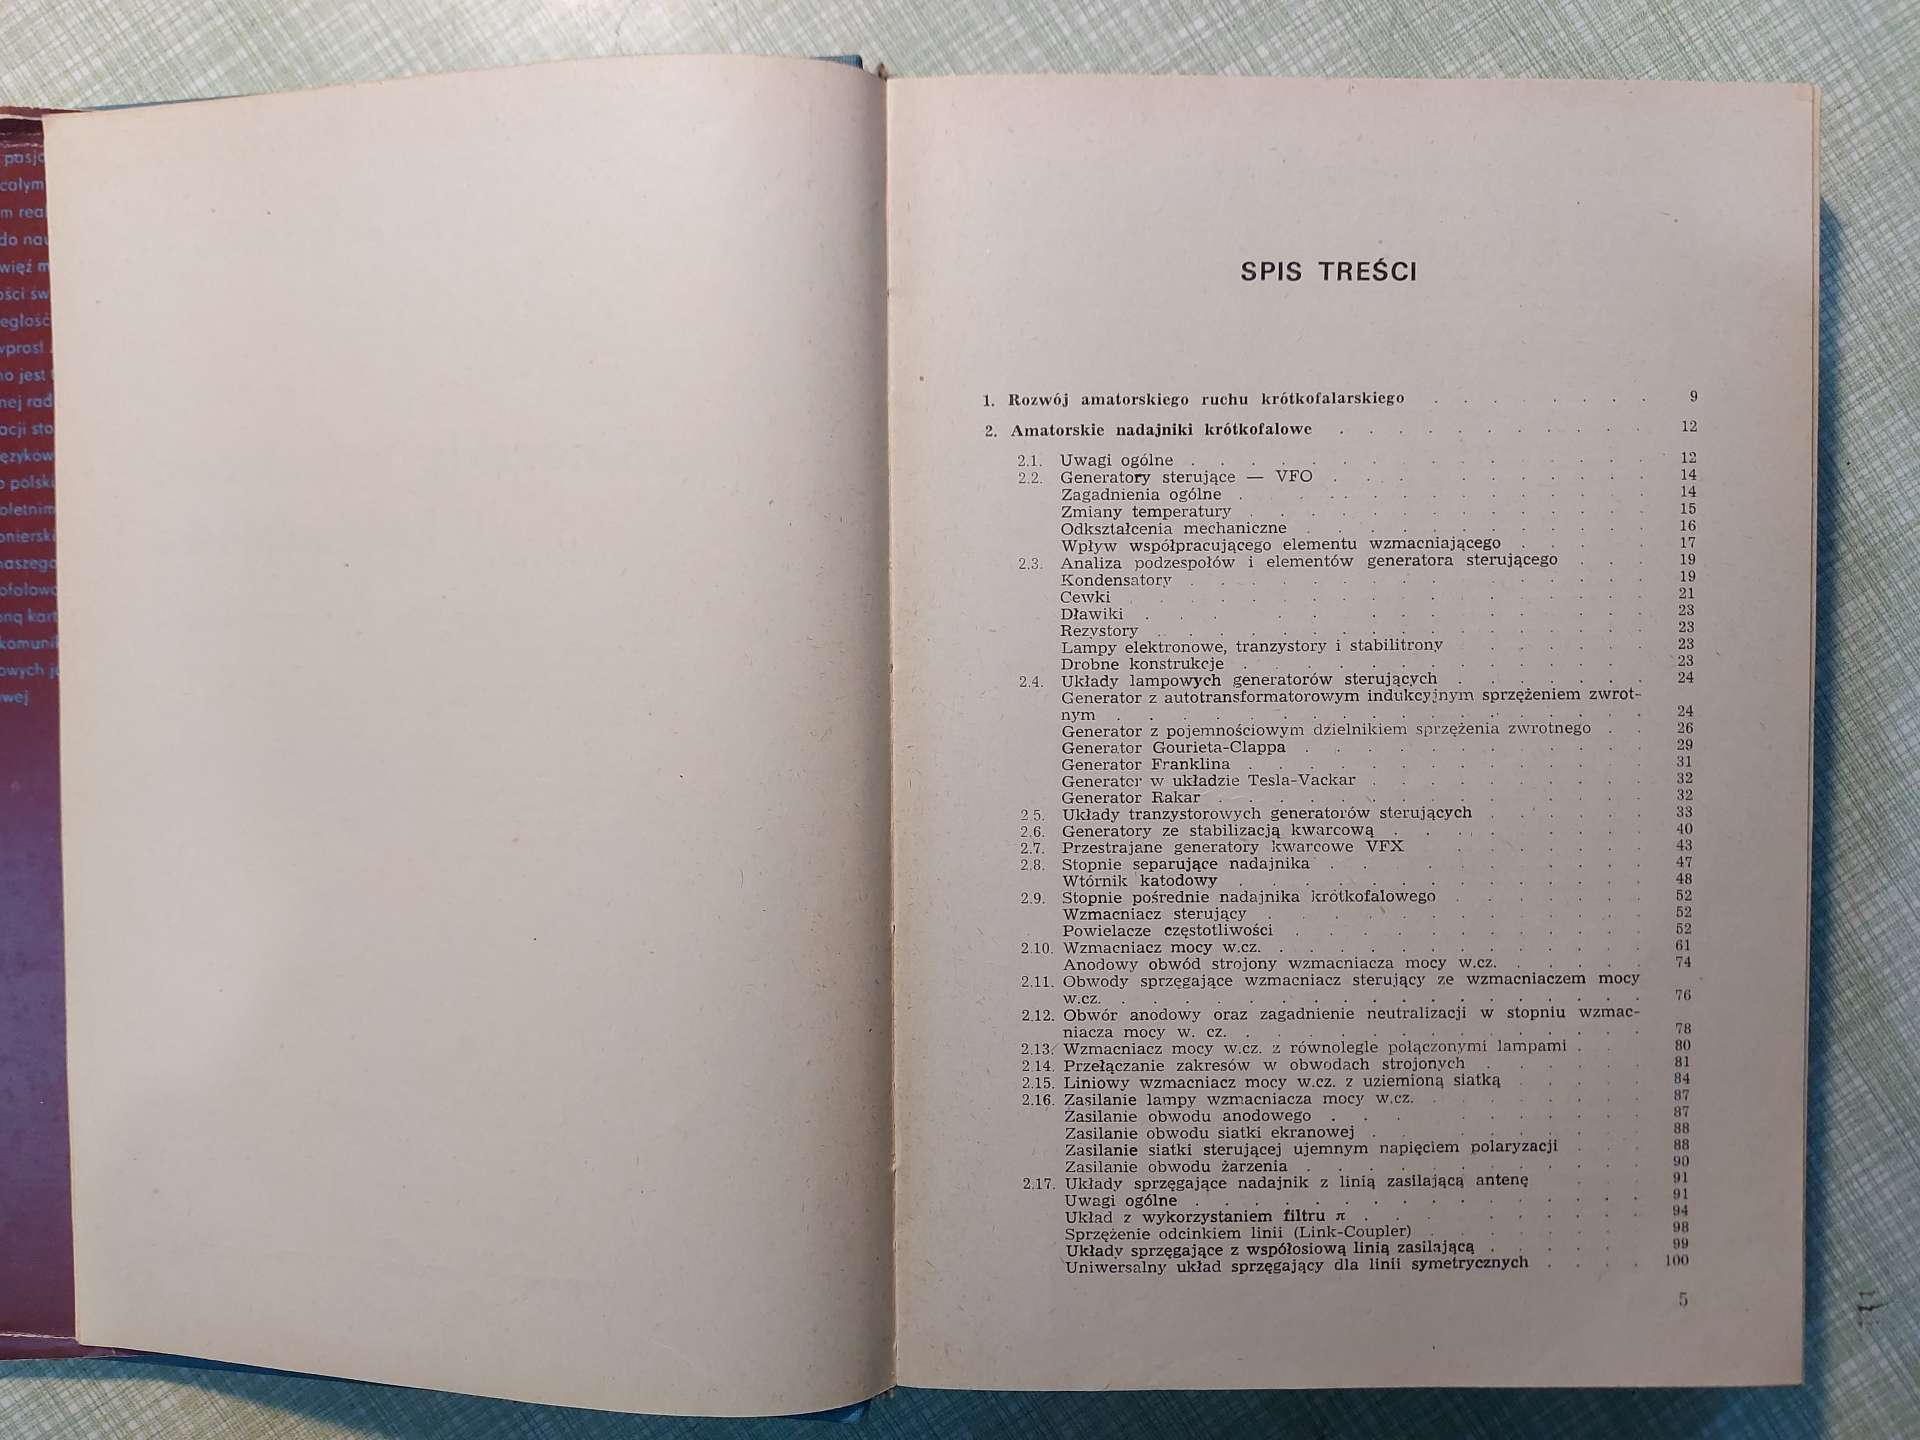 pasjo
całym
m real
do nau
więź m
ości św
egłość
wprost
no jest
nej rad
acji sto
języków
o polsk
oletnim
onierski
naszego
ofalowc
oną kart
komuni
owych j
wej
SPIS TREŚCI
1. Rozwój amatorskiego ruchu krótkofalarskiego . . . . . . . . 9
2. Amatorskie nadajniki krótkofalowe . . . . . . . . . . 12
2.1. Uwagi ogólne . . . . . . . . . . . . . 12
2.2. Generatory sterujące — VFO . . . . . . . . . . 14
Zagadnienia ogólne . . . . . . . . . . . . 14
Zmiany temperatury . . . . . . . . . . . . 15
Odkształcenia mechaniczne . . . . . . . . . . 16
Wpływ współpracującego elementu wzmacniającego . . . . 17
2.3. Analiza podzespołów i elementów generatora sterującego . . . 19
Kondensatory . . . . . . . . . . . . . 19
Cewki . . . . . . . . . . . . . . . 21
Dławiki . . . . . . . . . . . . . . 23
Rezystory . . . . . . . . . . . . . . 23
Lampy elektronowe, tranzystory i stabilitrony . . . . . 23
Drobne konstrukcje . . . . . . . . . . . . 23
2.4. Układy lampowych generatorów sterujących . . . . . . 24
Generator z autotransformatorowym indukcyjnym sprzężeniem zwrot-
nym . . . . . . . . . . . . . . . . 24
Generator z pojemnościowym dzielnikiem sprzężenia zwrotnego . . 26
Generator Gourieta-Clappa . . . . . . . . . . 29
Generator Franklina . . . . . . . . . . . . 31
Generator w układzie Tesla-Vackar . . . . . . . . 32
Generator Rakar . . . . . . . . . . . . . 32
2 5. Układy tranzystorowych generatorów sterujących . . . . . 33
2.6. Generatory ze stabilizacją kwarcową . . . . . . . . 40
2.7. Przestrajane generatory kwarcowe VFX . . . . . . 43
2.8. Stopnie separujące nadajnika . . . . . . . . . . 47
Wtórnik katodowy . . . . . . . . . . . . 48
2.9. Stopnie pośrednie nadajnika krótkofalowego . . . . . . 52
Wzmacniacz sterujący . . . . . . . . . . . 52
Powielacze częstotliwości . . . . . . . . . . . 52
2.10. Wzmacniacz mocy w.cz. . . . . . . . . . . . 61
Anodowy obwód strojony wzmacniacza mocy w.cz. . . . . . 74
2.11. Obwody sprzęgające wzmacniacz sterujący ze wzmacniaczem mocy
w.cz. . . . . . . . . . . . . . . . . 76
2.12. Obwór anodowy oraz zagadnienie neutralizacji w stopniu wzmac-
niacza mocy w. cz. . . . . . . . . . . . . 78
2.13. Wzmacniacz mocy w.cz. z równolegle połączonymi lampami . . 80
2.14. Przełączanie zakresów w obwodach strojonych . . . . . . 81
2.15. Liniowy wzmacniacz mocy w.cz. z uziemioną siatką . . . . 84
2.16. Zasilanie lampy wzmacniacza mocy w.cz. . . . . . . . 87
Zasilanie obwodu anodowego . . . . . . . . . 87
Zasilanie obwodu siatki ekranowej . . . . . . . . 88
Zasilanie siatki sterującej ujemnym napięciem polaryzacji . . . 88
Zasilanie obwodu żarzenia . . . . . . . . . . . 90
2.17. Układy sprzęgające nadajnik z linią zasilającą antenę . . . 91
Uwagi ogólne . . . . . . . . . . . . . . 91
Układ z wykorzystaniem filtru π . . . . . . . . 94
Sprzężenie odcinkiem linii (Link-Coupler) . . . . . . . 98
Układy sprzęgające z współosiową linią zasilającą . . . . . 99
Uniwersalny układ sprzęgający dla linii symetrycznych . . . . 100
5